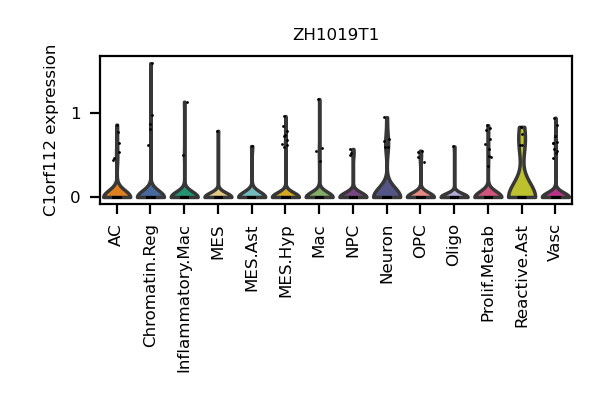 ZH1019T1
C1orf112 expression
1
0
AC
Chromatin.Reg
Inflammatory.Mac
MES
MES.Ast
MES.Hyp
Mac
NPC
Neuron
OPC
Oligo
Prolif.Metab
Reactive.Ast
Vasc